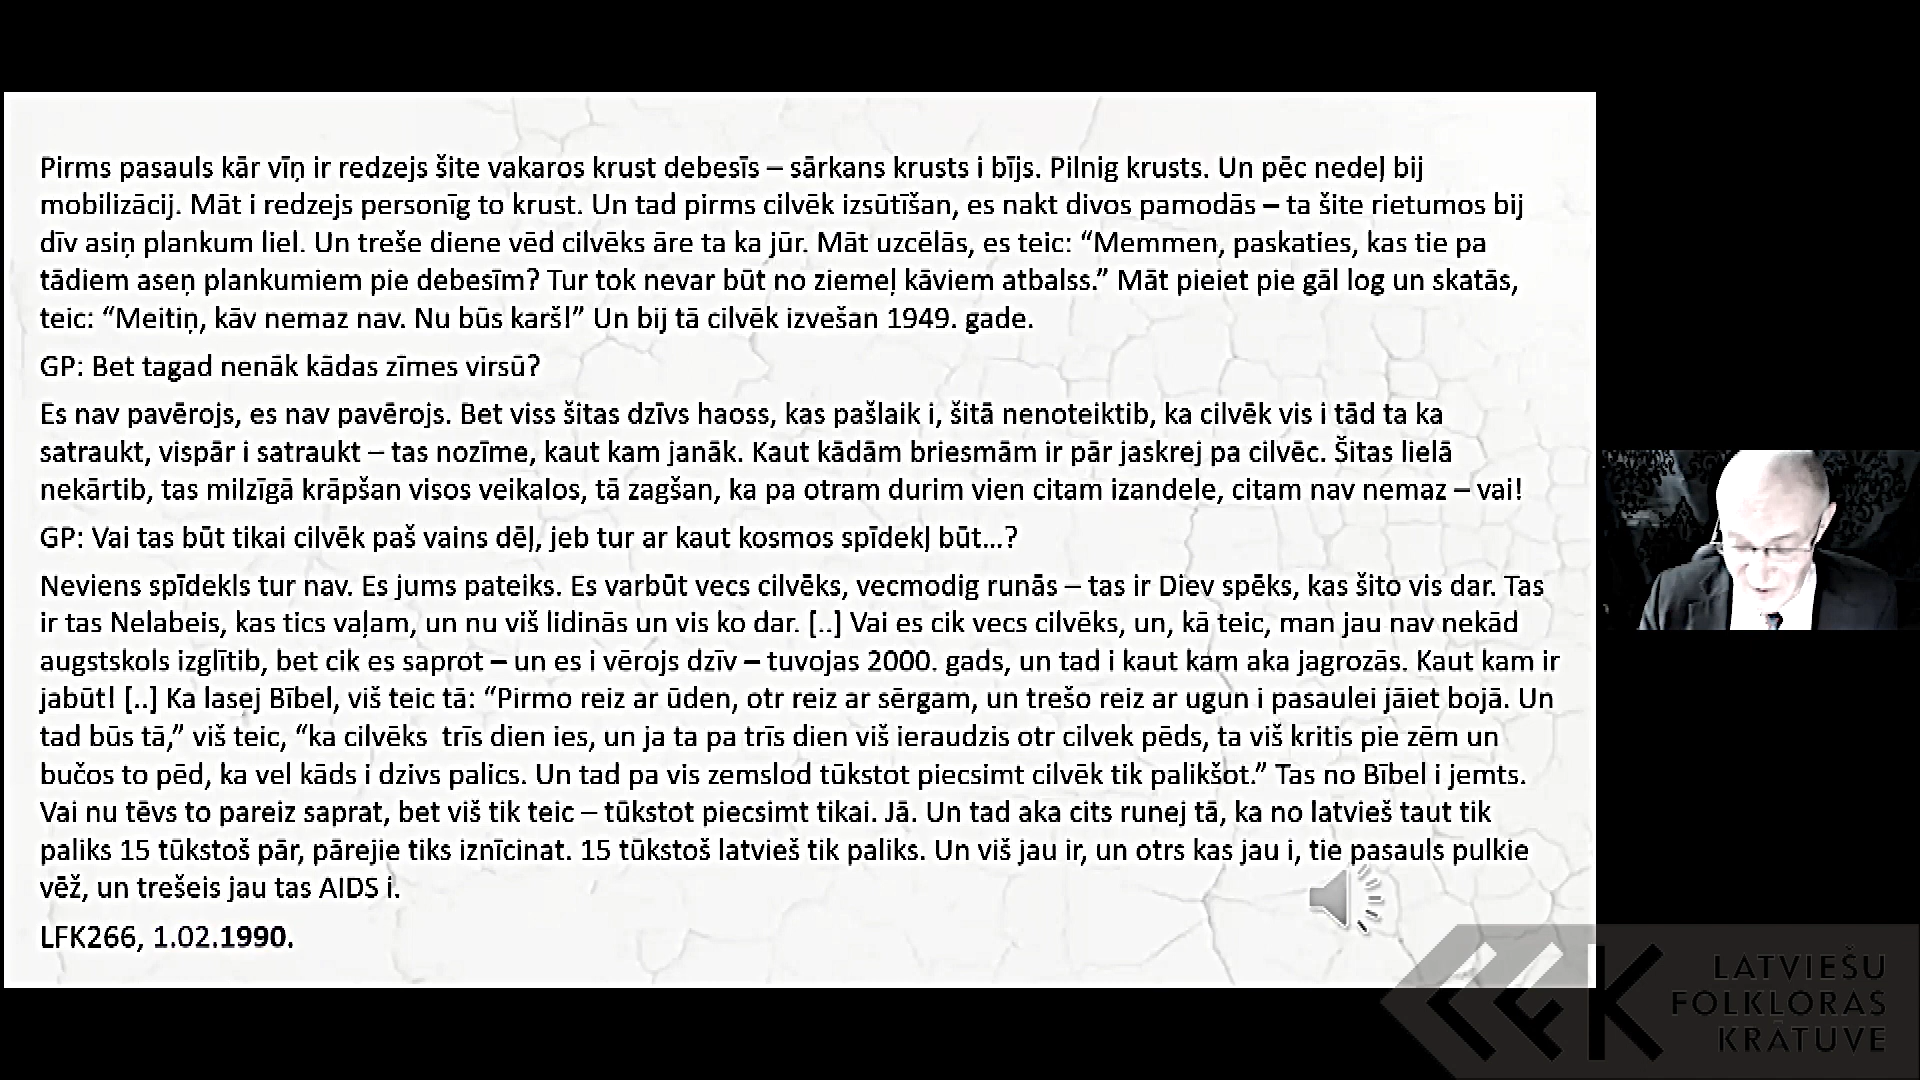 Pirms pasauls kār vīņ ir redzejs šite vakaros krust debesīs – sārkans krusts i bījs. Pilnig krusts. Un pēc nedeļ bij
mobilizācij. Māt i redzejs personīg to krust. Un tad pirms cilvēk izsūtīšan, es nakt divos pamodās – ta šite rietumos bij
dīv asiņ plankum liel. Un treše diene vēd cilvēks āre ta ka jūr. Māt uzcēlās, es teic: “Memmen, paskaties, kas tie pa
tādiem aseņ plankumiem pie debesīm? Tur tok nevar būt no ziemeļ kāviem atbalss.” Māt pieiet pie gāl log un skatās,
teic: “Meitiņ, kāv nemaz nav. Nu būs karš!” Un bij tā cilvēk izvešan 1949. gade.
GP: Bet tagad nenāk kādas zīmes virsū?
Es nav pavērojs, es nav pavērojs. Bet viss šitas dzīvs haoss, kas pašlaik i, šitā nenoteiktib, ka cilvēk vis i tād ta ka
satraukt, vispār i satraukt – tas nozīme, kaut kam janāk. Kaut kādām briesmām ir pār jaskrej pa cilvēc. Šitas lielā
nekārtib, tas milzīgā krāpšan visos veikalos, tā zagšan, ka pa otram durim vien citam izandele, citam nav nemaz – vai!
GP: Vai tas būt tikai cilvēk paš vains dēļ, jeb tur ar kaut kosmos spīdekļ būt...?
Neviens spīdekls tur nav. Es jums pateiks. Es varbūt vecs cilvēks, vecmodig runās – tas ir Diev spēks, kas šito vis dar. Tas
ir tas Nelabeis, kas tics vaļam, un nu viš lidinās un vis ko dar. [..] Vai es cik vecs cilvēks, un, kā teic, man jau nav nekād
augstskols izglītib, bet cik es saprot – un es i vērojs dzīv – tuvojas 2000. gads, un tad i kaut kam aka jagrozās. Kaut kam ir
jabūt! [..] Ka lasej Bībel, viš teic tā: “Pirmo reiz ar ūden, otr reiz ar sērgam, un trešo reiz ar ugun i pasaulei jāiet bojā. Un
tad būs tā,” viš teic, “ka cilvēks trīs dien ies, un ja ta pa trīs dien viš ieraudzis otr cilvek pēds, ta viš kritis pie zēm un
bučos to pēd, ka vel kāds i dzivs palics. Un tad pa vis zemslod tūkstot piecsimt cilvēk tik palikšot.” Tas no Bībel i jemts.
Vai nu tēvs to pareiz saprat, bet viš tik teic – tūkstot piecsimt tikai. Jā. Un tad aka cits runej tā, ka no latvieš taut tik
paliks 15 tūkstoš pār, pārejie tiks iznīcinat. 15 tūkstoš latvieš tik paliks. Un viš jau ir, un otrs kas jau i, tie pasauls pulkie
vēž, un trešeis jau tas AIDS i.
LFK266, 1.02.1990.
LFK
LATVIEŠU
FOLKLORAS
KRĀTUVE